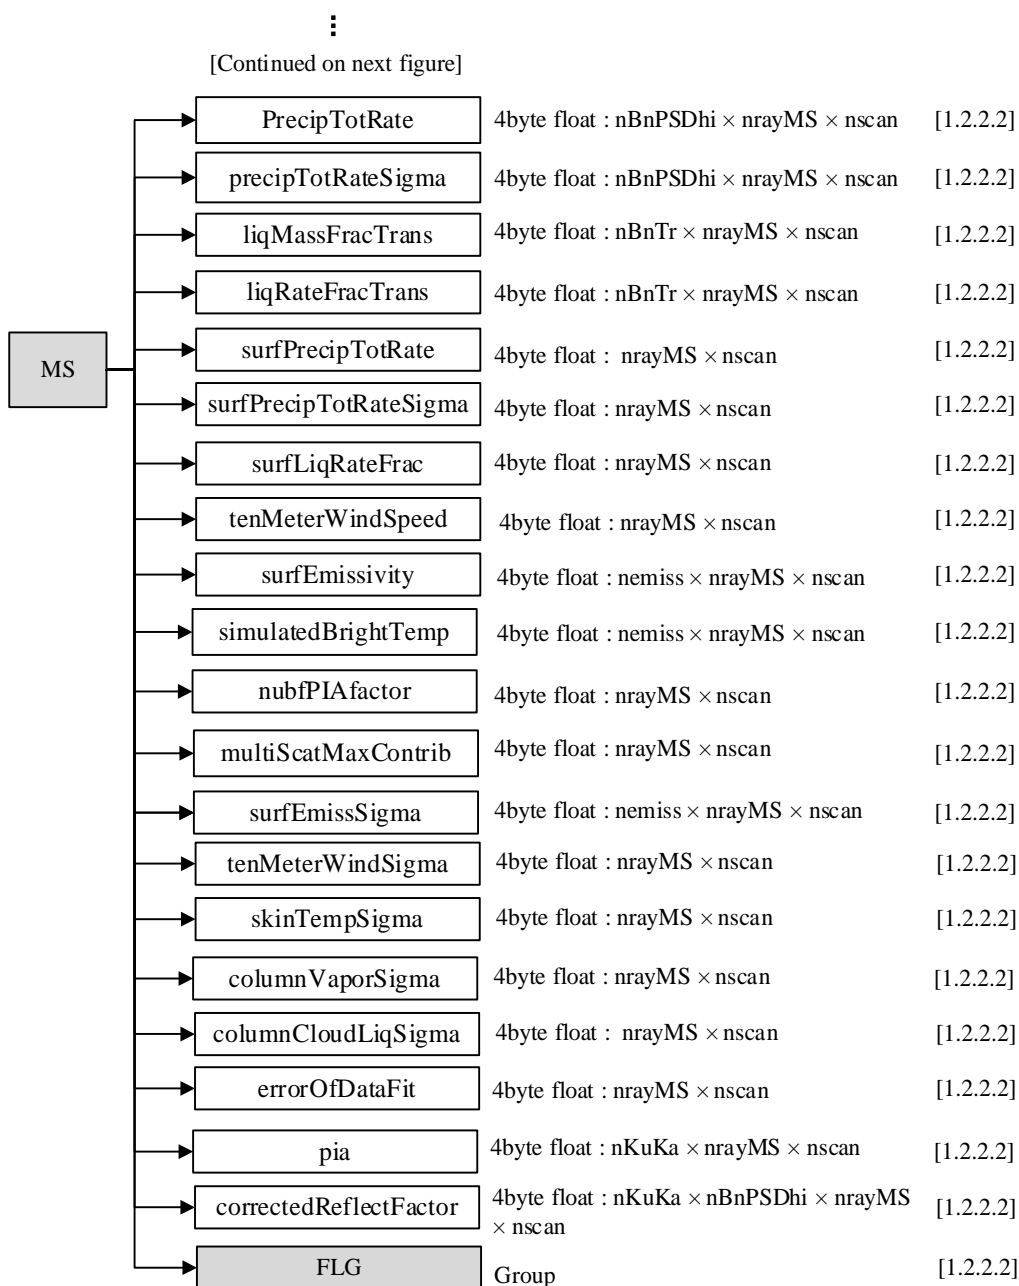 [Continued on next figure]
PrecipTotRate 4byte float : nBnPSDhi × nrayMS × nscan [1.2.2.2]
precipTotRateSigma 4byte float : nBnPSDhi × nrayMS × nscan [1.2.2.2]
liqMassFracTrans 4byte float : nBnTr × nrayMS × nscan [1.2.2.2]
liqRateFracTrans 4byte float : nBnTr × nrayMS × nscan [1.2.2.2]
surfPrecipTotRate 4byte float : nrayMS × nscan [1.2.2.2]
MS
surfPrecipTotRateSigma 4byte float : nrayMS × nscan [1.2.2.2]
surfLiqRateFrac 4byte float : nrayMS × nscan [1.2.2.2]
tenMeterWindSpeed 4byte float : nrayMS × nscan [1.2.2.2]
surfEmissivity 4byte float : nemiss × nrayMS × nscan [1.2.2.2]
simulatedBrightTemp 4byte float : nemiss × nrayMS × nscan [1.2.2.2]
nubfPIAfactor 4byte float : nrayMS × nscan [1.2.2.2]
multiScatMaxContrib 4byte float : nrayMS × nscan [1.2.2.2]
surfEmissSigma 4byte float : nemiss × nrayMS × nscan [1.2.2.2]
tenMeterWindSigma 4byte float : nrayMS × nscan [1.2.2.2]
skinTempSigma 4byte float : nrayMS × nscan [1.2.2.2]
columnVaporSigma 4byte float : nrayMS × nscan [1.2.2.2]
columnCloudLiqSigma 4byte float : nrayMS × nscan [1.2.2.2]
errorOfDataFit 4byte float : nrayMS × nscan [1.2.2.2]
pia 4byte float : nKuKa × nrayMS × nscan [1.2.2.2]
correctedReflectFactor 4byte float : nKuKa × nBnPSDhi × nrayMS [1.2.2.2]
× nscan
FLG Group [1.2.2.2]